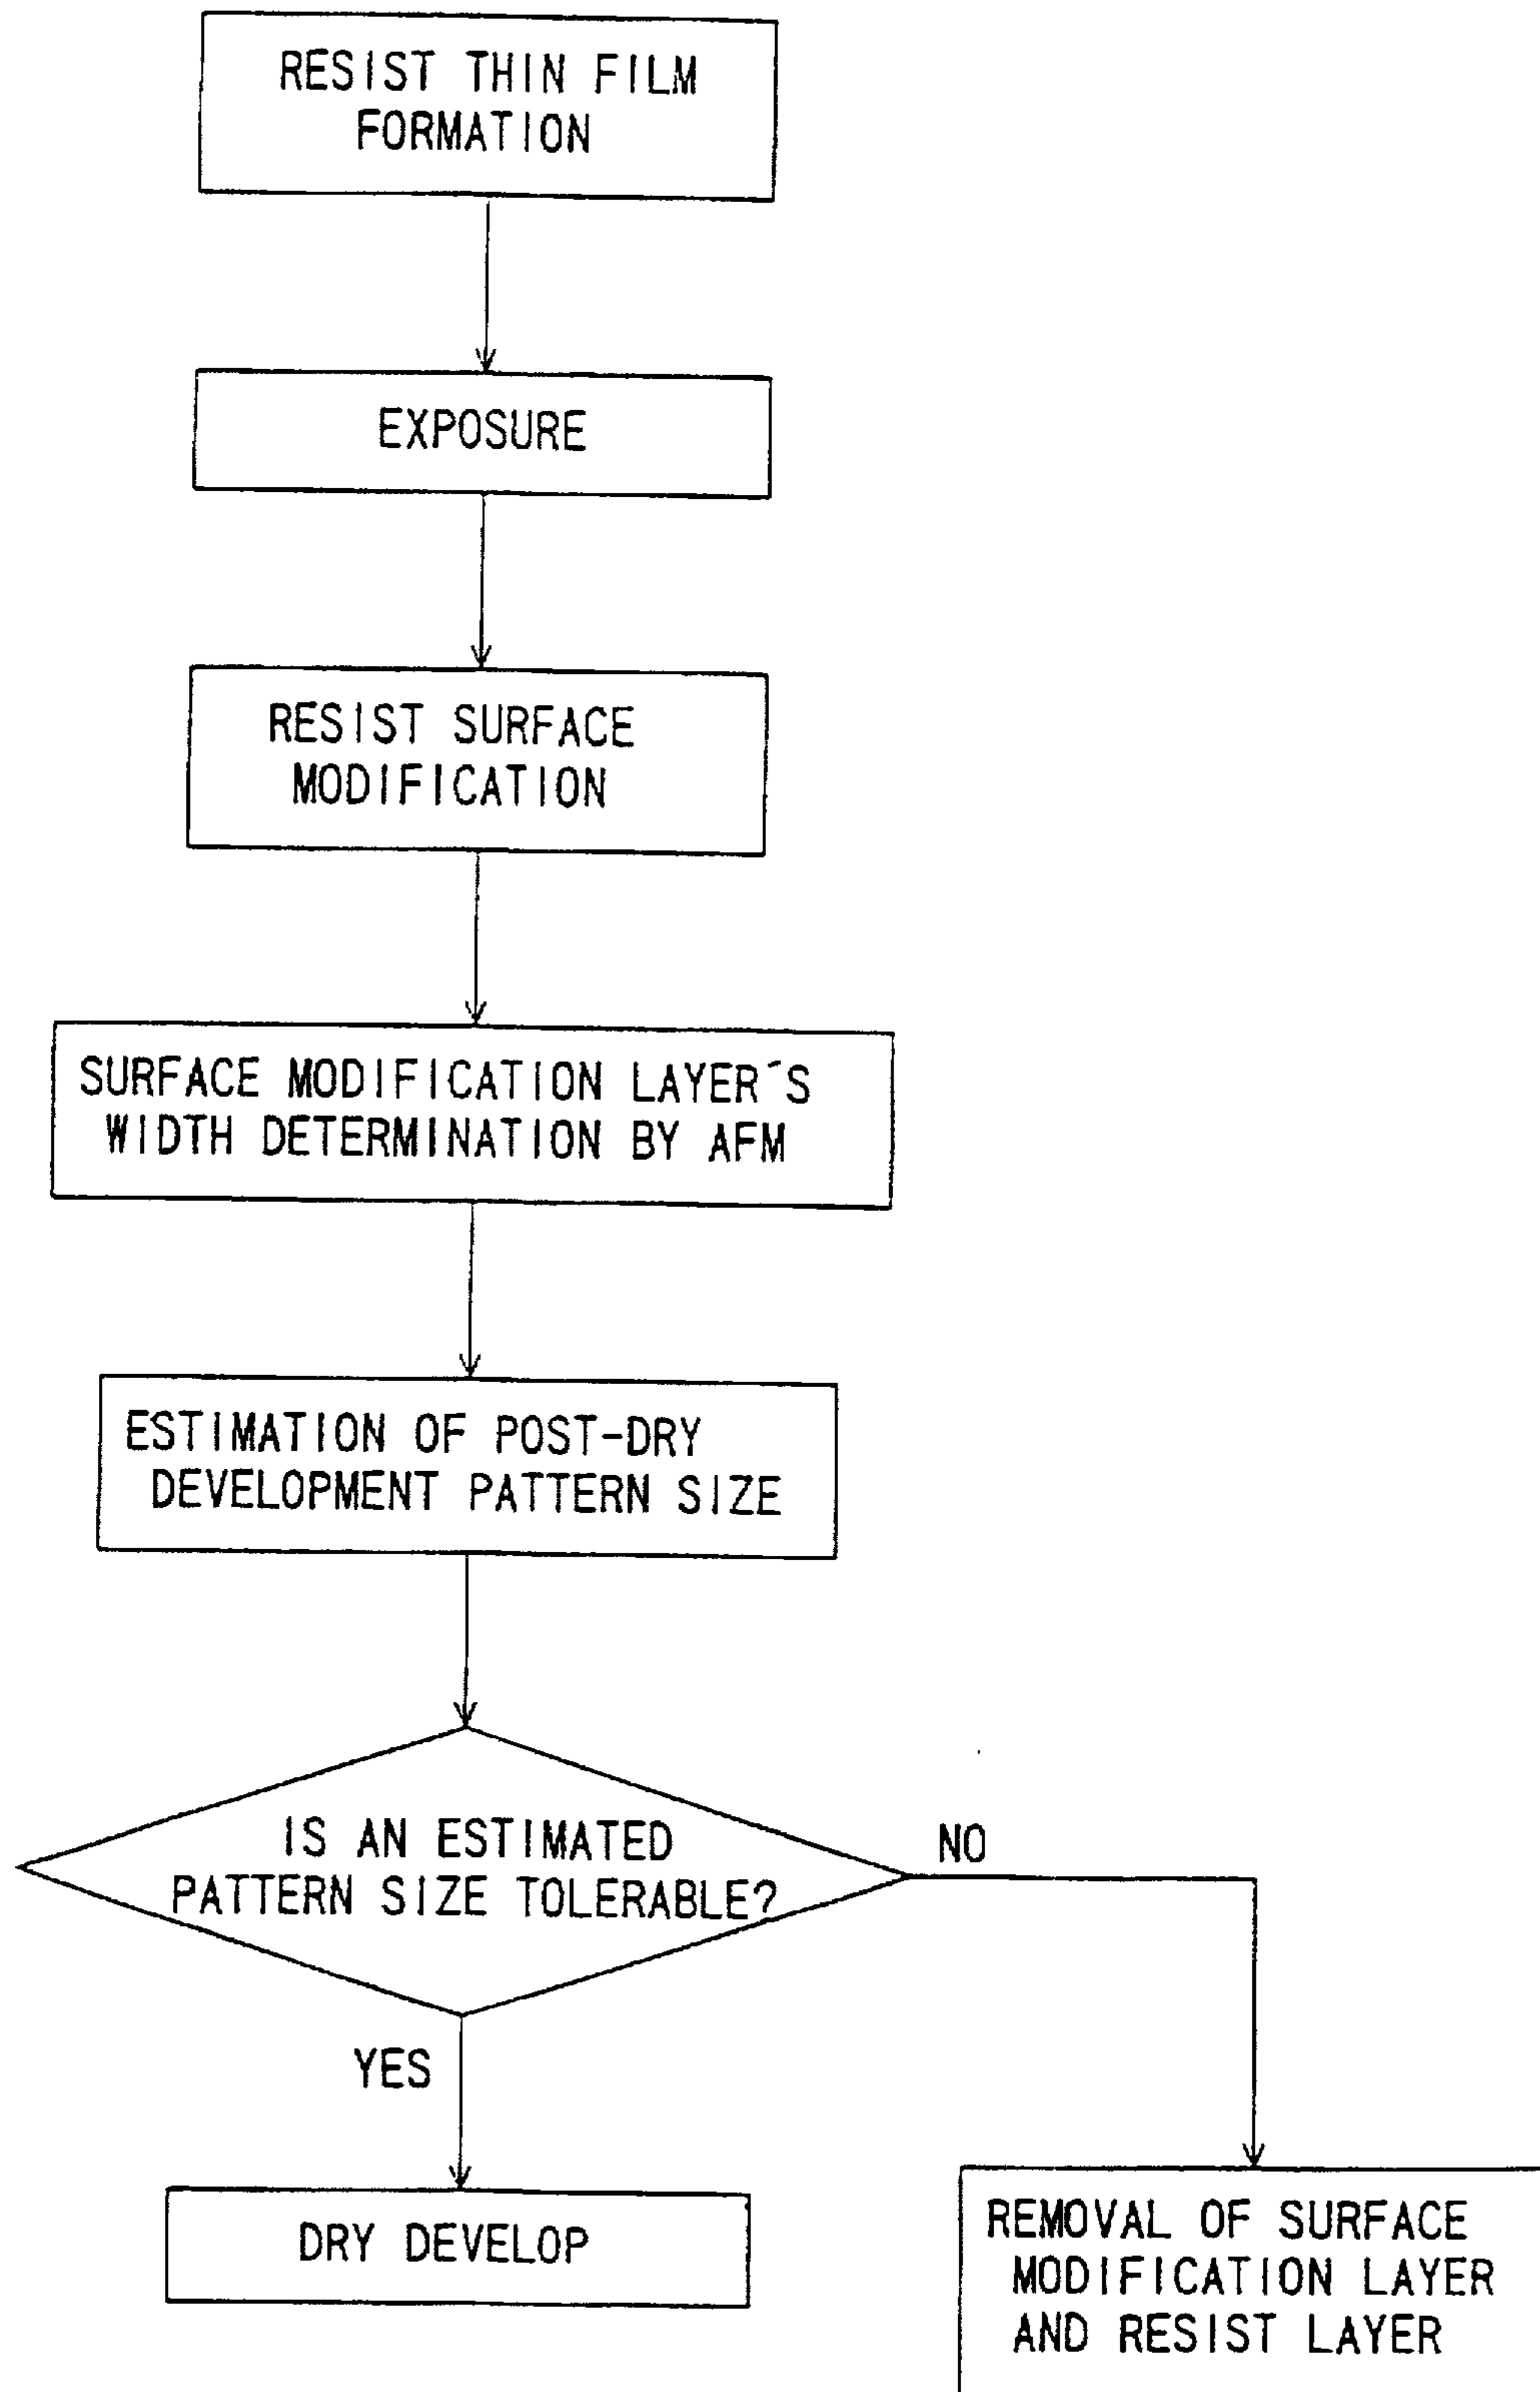 RESIST THIN FILM
FORMATION
EXPOSURE
RESIST SURFACE
MODIFICATION
SURFACE MODIFICATION LAYER´S
WIDTH DETERMINATION BY AFM
ESTIMATION OF POST-DRY
DEVELOPMENT PATTERN SIZE
IS AN ESTIMATED
PATTERN SIZE TOLERABLE?
NO
YES
DRY DEVELOP
REMOVAL OF SURFACE
MODIFICATION LAYER
AND RESIST LAYER